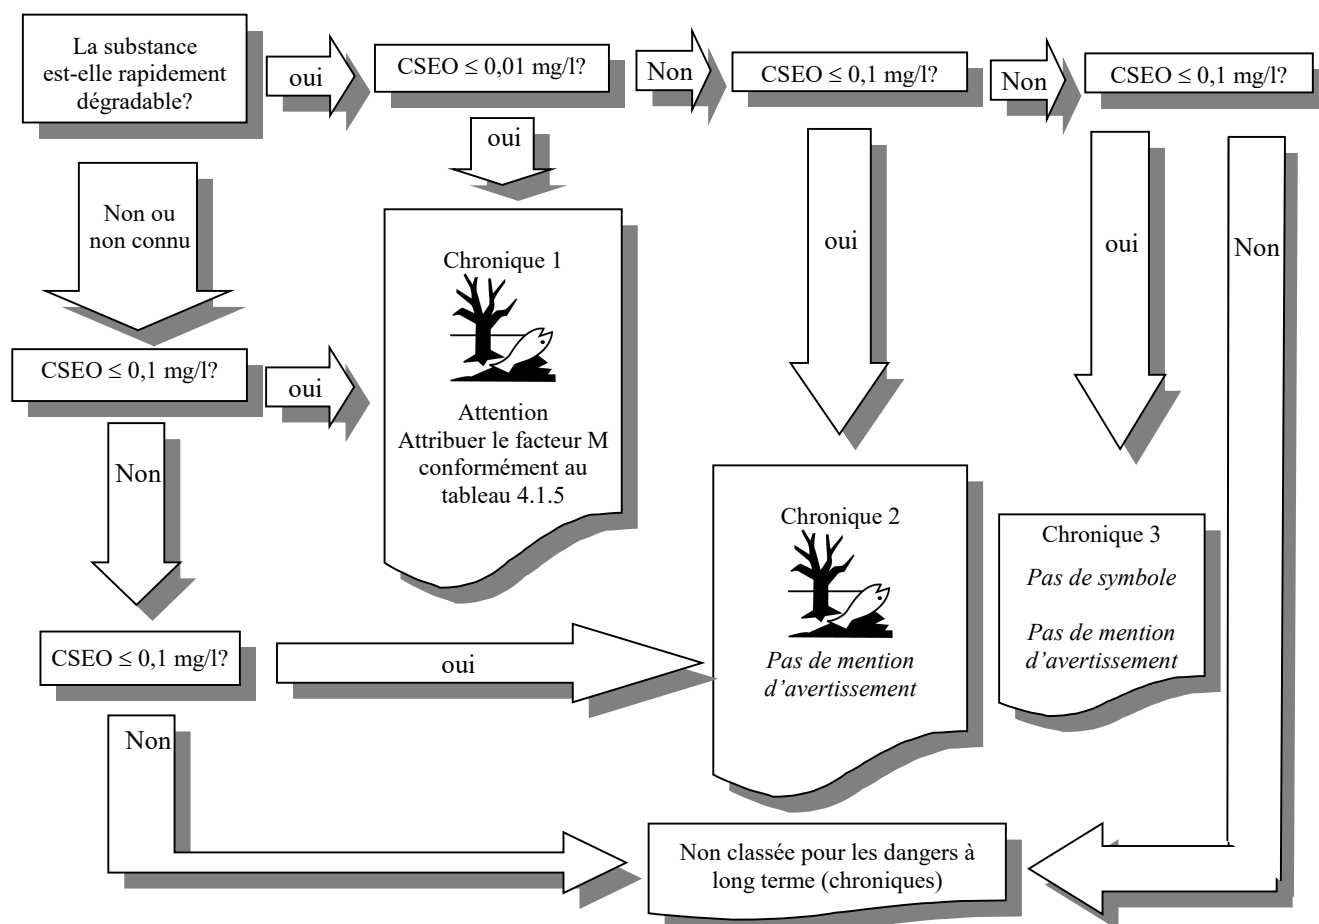 La substance
est-elle rapidement
dégradable?
oui
CSEO ≤ 0,01 mg/l?
Non
CSEO ≤ 0,1 mg/l?
Non
CSEO ≤ 0,1 mg/l?
oui
Non ou
non connu
oui
oui
Non
Chronique 1
Attention
Attribuer le facteur M
conformément au
tableau 4.1.5
CSEO ≤ 0,1 mg/l?
oui
Non
Chronique 2
Pas de mention
d’avertissement
Chronique 3
Pas de symbole
Pas de mention
d’avertissement
CSEO ≤ 0,1 mg/l?
oui
Non
Non classée pour les dangers à
long terme (chroniques)